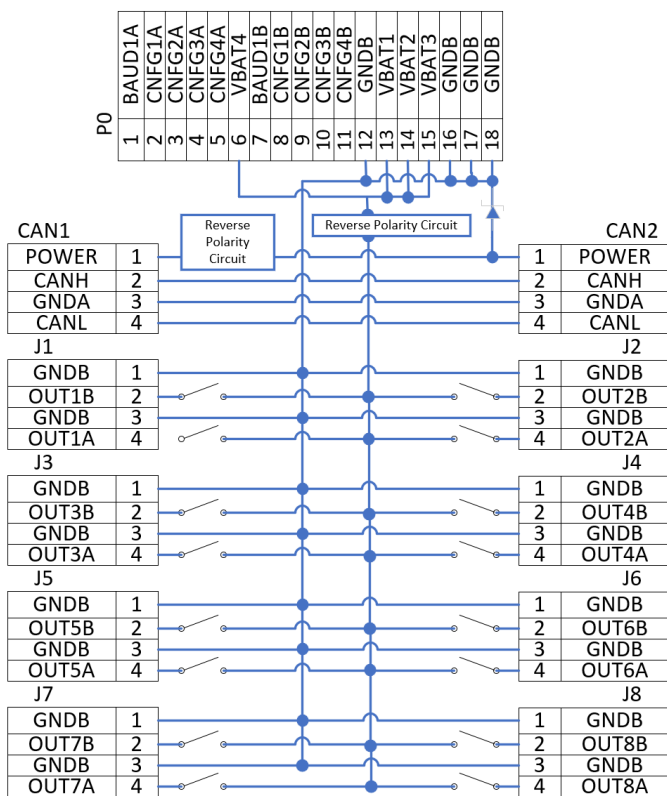 P0
BAUD1A
CNFG1A
CNFG2A
CNFG3A
CNFG4A
VBAT4
BAUD1B
CNFG1B
CNFG2B
CNFG3B
CNFG4B
GNDB
VBAT1
VBAT2
VBAT3
GNDB
GNDB
GNDB
1 2 3 4 5 6 7 8 9 10 11 12 13 14 15 16 17 18
Reverse
Polarity
Circuit
Reverse Polarity Circuit
CAN1 CAN2
POWER 1 1 POWER
CANH 2 2 CANH
GNDA 3 3 GNDA
CANL 4 4 CANL
J1 J2
GNDB 1 1 GNDB
OUT1B 2 2 OUT2B
GNDB 3 3 GNDB
OUT1A 4 4 OUT2A
J3 J4
GNDB 1 1 GNDB
OUT3B 2 2 OUT4B
GNDB 3 3 GNDB
OUT3A 4 4 OUT4A
J5 J6
GNDB 1 1 GNDB
OUT5B 2 2 OUT6B
GNDB 3 3 GNDB
OUT5A 4 4 OUT6A
J7 J8
GNDB 1 1 GNDB
OUT7B 2 2 OUT8B
GNDB 3 3 GNDB
OUT7A 4 4 OUT8A